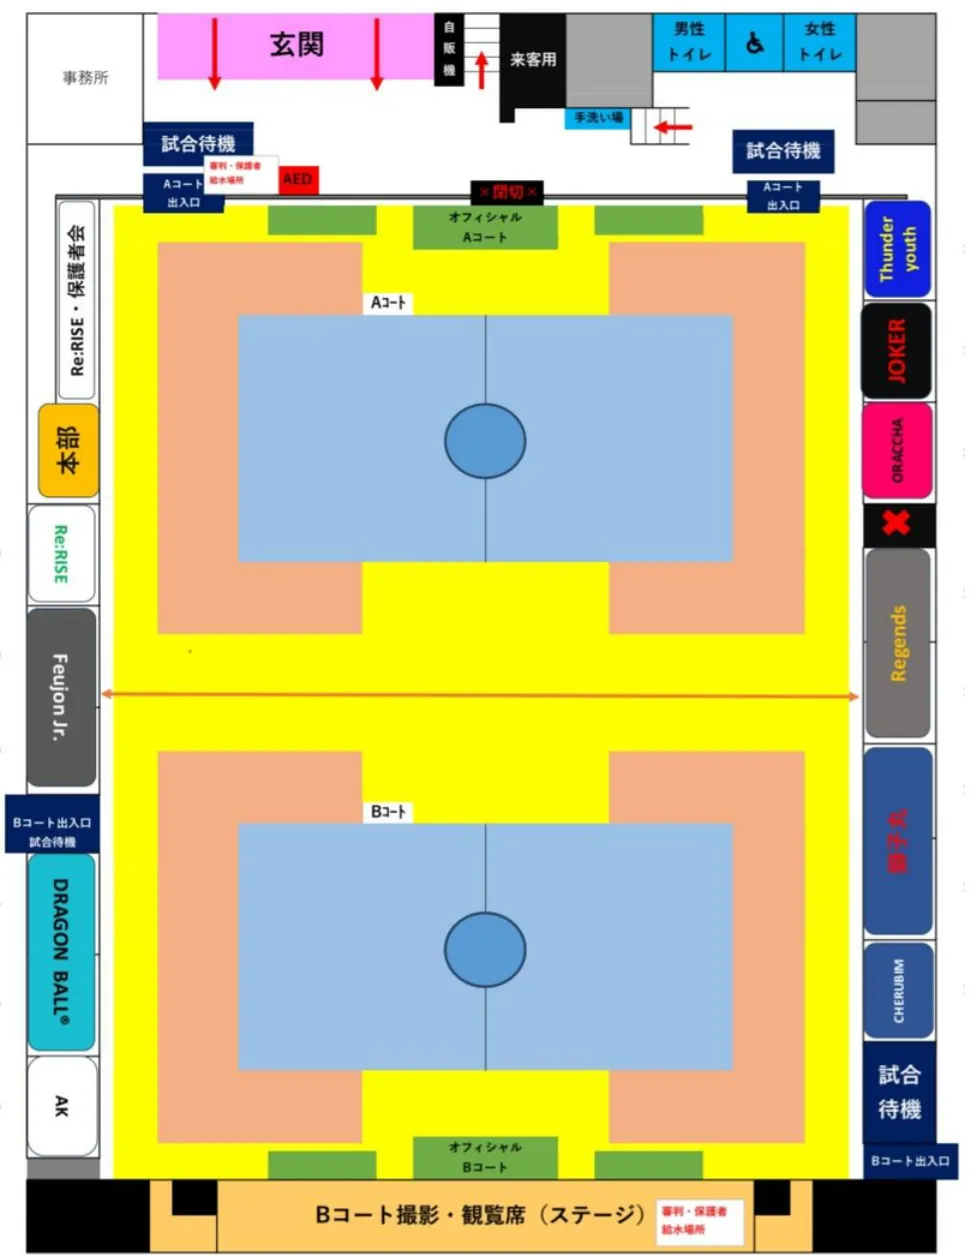 事務所
玄関
自販機
来客用
男性
トイレ
女性
トイレ
手洗い場
試合待機
審判・保護者
給水場所
AED
Aコート
出入口
※閉切※
試合待機
Aコート
出入口
オフィシャル
Aコート
Re:RISE・保護者会
本部
Re:RISE
Feujon Jr.
Bコート出入口
試合待機
DRAGON BALL®
AK
Aコート
Bコート
Thunder
youth
JOKER
ORACCHA
Regends
子丸
CHERUBIM
試合
待機
Bコート出入口
オフィシャル
Bコート
Bコート撮影・観覧席（ステージ）
審判・保護者
給水場所